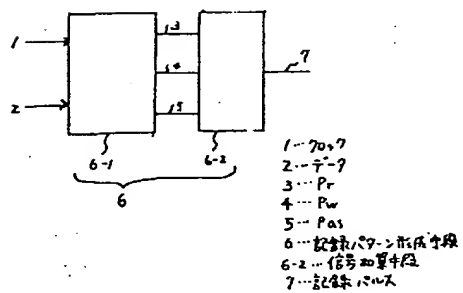 1
2
3
4
5
7
6-1
6-2
6
1…クロック
2…データ
3…Pr
4…Pw
5…Pas
6…記録パターン形成手段
6-2…信号加算手段
7…記録パルス